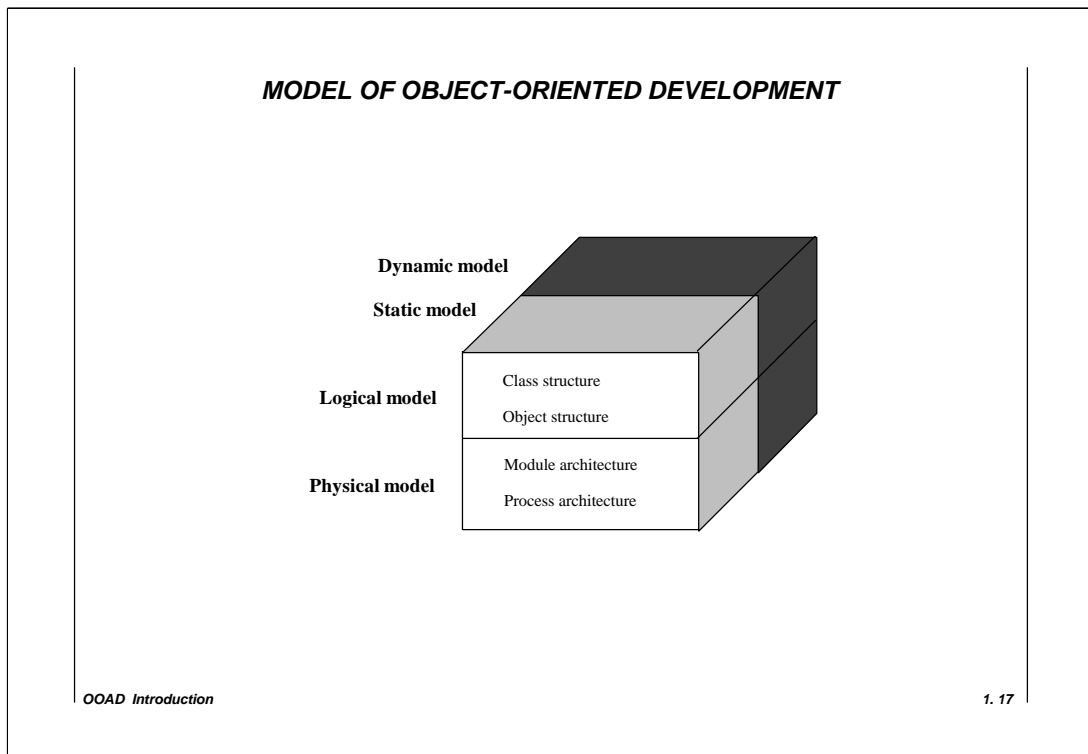 MODEL OF OBJECT-ORIENTED DEVELOPMENT
Dynamic model
Static model
Logical model
Class structure
Object structure
Physical model
Module architecture
Process architecture
OOAD Introduction
1. 17